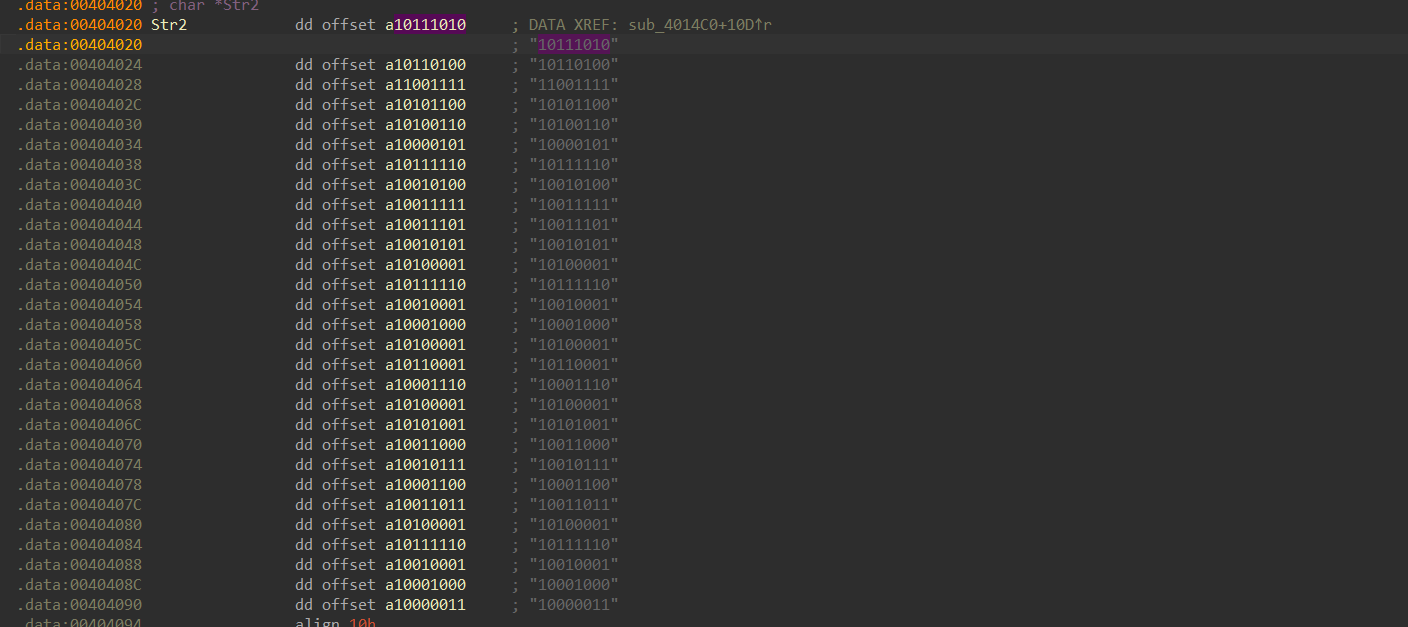 .data:00404020 ; char *Str2
.data:00404020 Str2 dd offset a10111010 ; DATA XREF: sub_4014C0+10D↑r
.data:00404020 ; "10111010"
.data:00404024 dd offset a10110100 ; "10110100"
.data:00404028 dd offset a11001111 ; "11001111"
.data:0040402C dd offset a10101100 ; "10101100"
.data:00404030 dd offset a10100110 ; "10100110"
.data:00404034 dd offset a10000101 ; "10000101"
.data:00404038 dd offset a10111110 ; "10111110"
.data:0040403C dd offset a10010100 ; "10010100"
.data:00404040 dd offset a10011111 ; "10011111"
.data:00404044 dd offset a10011101 ; "10011101"
.data:00404048 dd offset a10010101 ; "10010101"
.data:0040404C dd offset a10100001 ; "10100001"
.data:00404050 dd offset a10111110 ; "10111110"
.data:00404054 dd offset a10010001 ; "10010001"
.data:00404058 dd offset a10001000 ; "10001000"
.data:0040405C dd offset a10100001 ; "10100001"
.data:00404060 dd offset a10110001 ; "10110001"
.data:00404064 dd offset a10001110 ; "10001110"
.data:00404068 dd offset a10100001 ; "10100001"
.data:0040406C dd offset a10101001 ; "10101001"
.data:00404070 dd offset a10011000 ; "10011000"
.data:00404074 dd offset a10010111 ; "10010111"
.data:00404078 dd offset a10001100 ; "10001100"
.data:0040407C dd offset a10011011 ; "10011011"
.data:00404080 dd offset a10100001 ; "10100001"
.data:00404084 dd offset a10111110 ; "10111110"
.data:00404088 dd offset a10010001 ; "10010001"
.data:0040408C dd offset a10001000 ; "10001000"
.data:00404090 dd offset a10000011 ; "10000011"
.data:00404094 align 10h